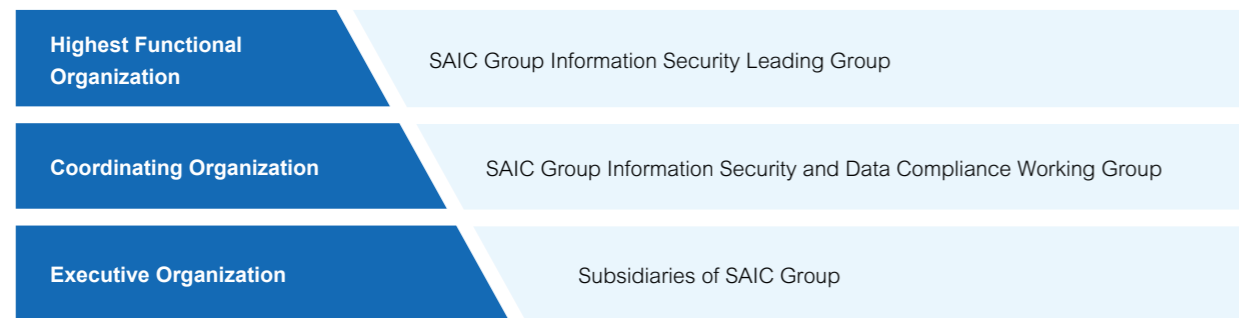 Highest Functional
Organization
SAIC Group Information Security Leading Group
Coordinating Organization
SAIC Group Information Security and Data Compliance Working Group
Executive Organization
Subsidiaries of SAIC Group